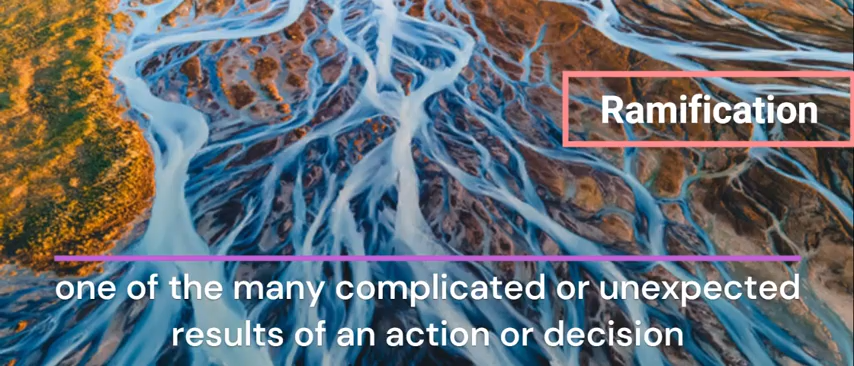 Ramification
one of the many complicated or unexpected
results of an action or decision